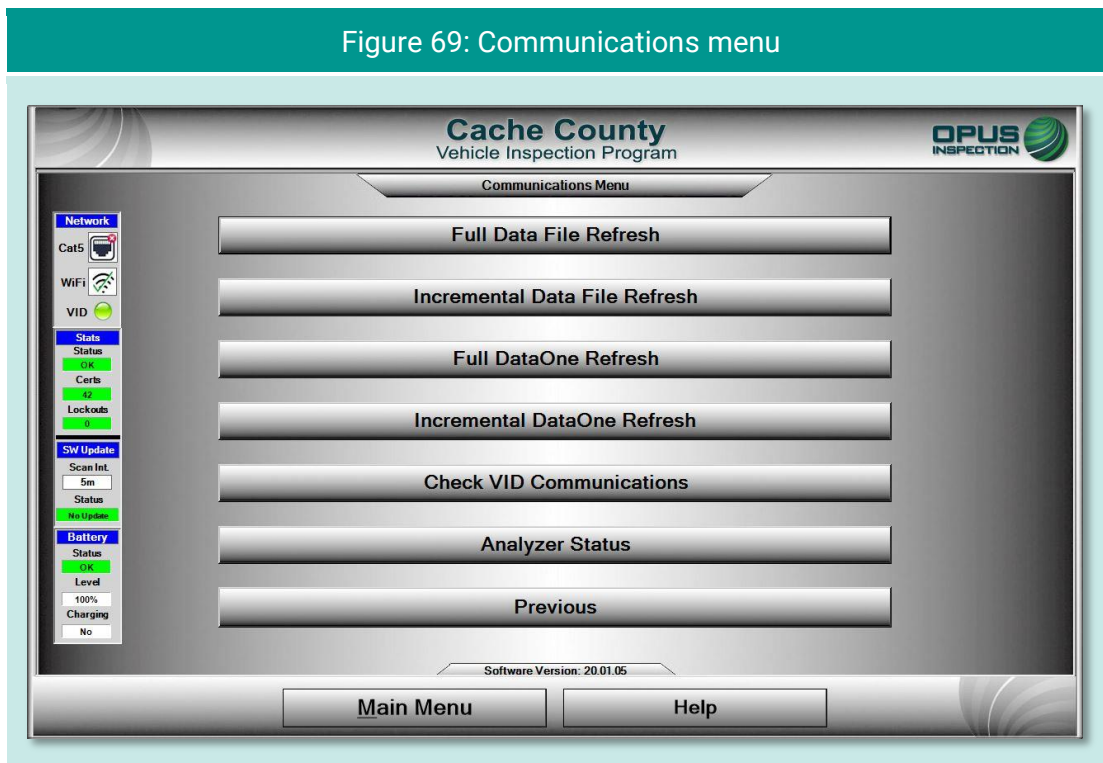 Figure 69: Communications menu
Cache County
Vehicle Inspection Program
OPUS
INSPECTION
Communications Menu
Network
Cat5
WiFi
VID
Stats
Status
OK
Certs
42
Lockouts
0
SW Update
Scan Int.
5m
Status
No Update
Battery
Status
OK
Level
100%
Charging
No
Full Data File Refresh
Incremental Data File Refresh
Full DataOne Refresh
Incremental DataOne Refresh
Check VID Communications
Analyzer Status
Previous
Software Version: 20.01.05
Main Menu
Help